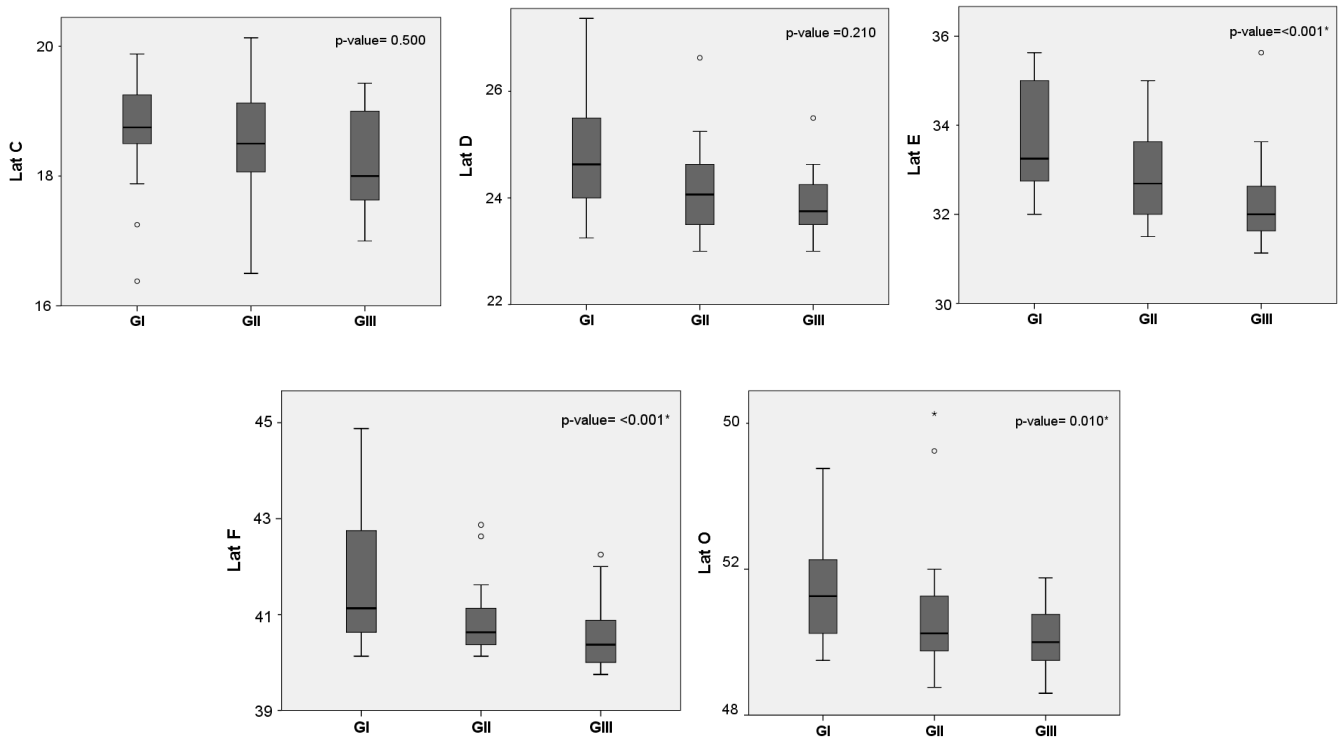 p-value= 0.500
20
18
16
Lat C
GI GII GIII
p-value =0.210
26
24
22
Lat D
GI GII GIII
p-value=<0.001*
36
34
32
30
Lat E
GI GII GIII
p-value= <0.001*
45
43
41
39
Lat F
GI GII GIII
p-value= 0.010*
50
52
48
Lat O
GI GII GIII